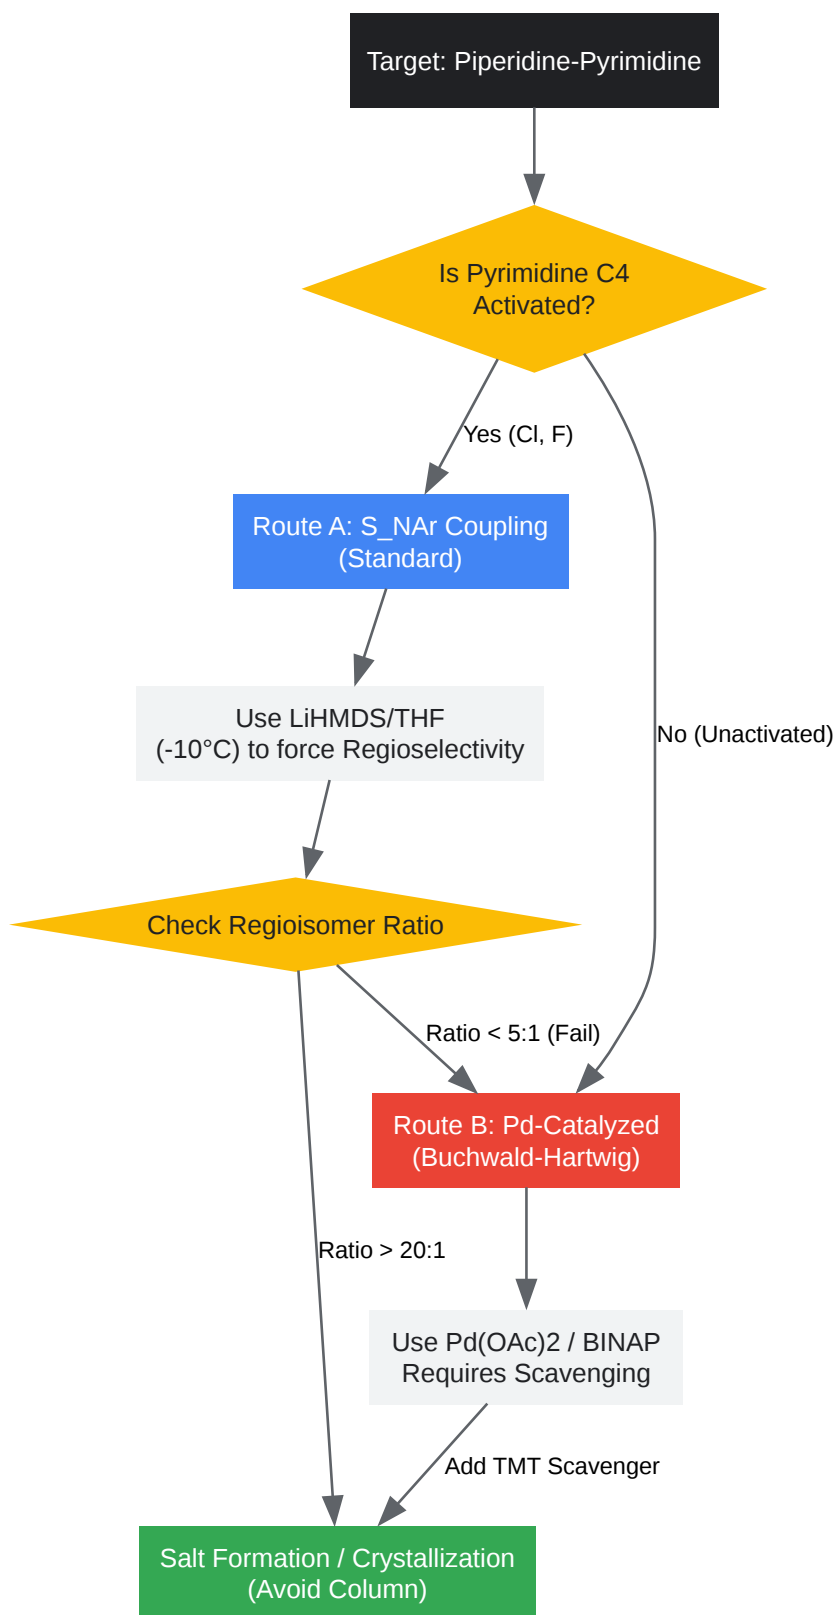 Target: Piperidine-Pyrimidine
Is Pyrimidine C4
Activated?
Yes (Cl, F)
Route A: S_NAr Coupling
(Standard)
Use LiHMDS/THF
(-10°C) to force Regioselectivity
No (Unactivated)
Check Regioisomer Ratio
Ratio < 5:1 (Fail)
Route B: Pd-Catalyzed
(Buchwald-Hartwig)
Ratio > 20:1
Use Pd(OAc)2 / BINAP
Requires Scavenging
Add TMT Scavenger
Salt Formation / Crystallization
(Avoid Column)